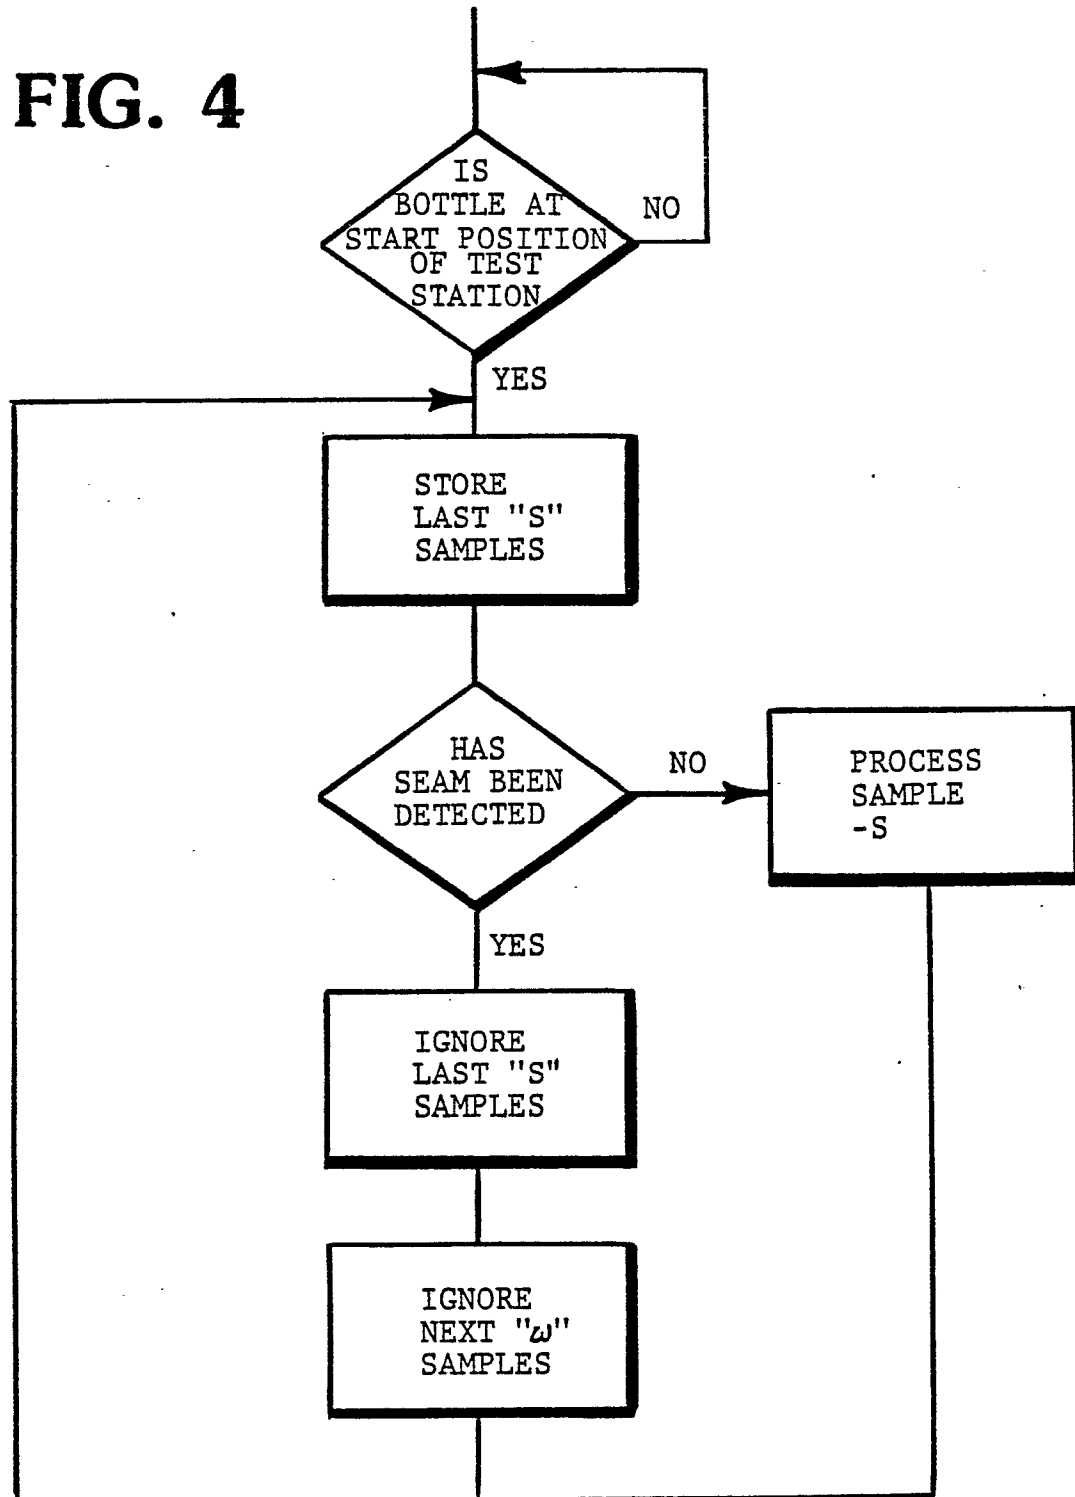 FIG. 4
IS
BOTTLE AT
START POSITION
OF TEST
STATION
NO
YES
STORE
LAST "S"
SAMPLES
HAS
SEAM BEEN
DETECTED
NO
PROCESS
SAMPLE
-S
YES
IGNORE
LAST "S"
SAMPLES
IGNORE
NEXT "ω"
SAMPLES